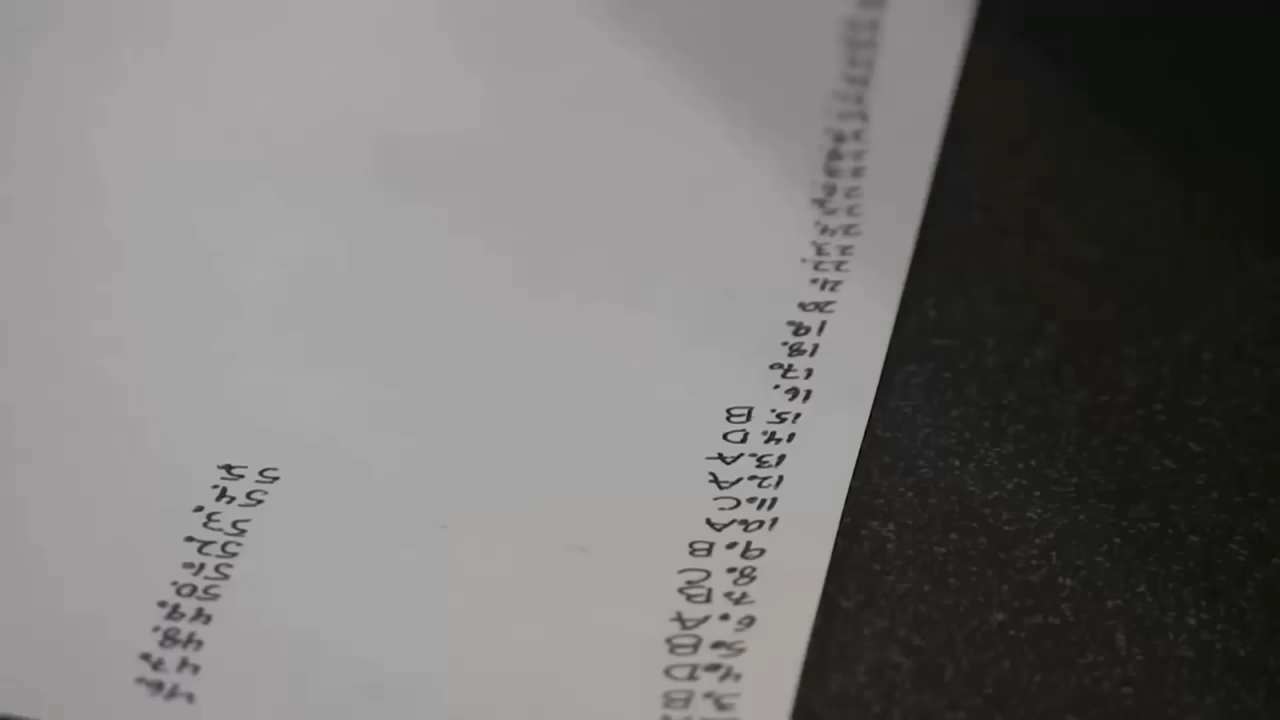 3. B
4. D
5. B
6. A
7. B
8. C
9. B
10. A
11. C
12. A
13. A
14. D
15. B
16.
17.
18.
19.
20.
21.
22.
23.
24.
46.
47.
48.
49.
50.
51.
52.
53.
54.
55